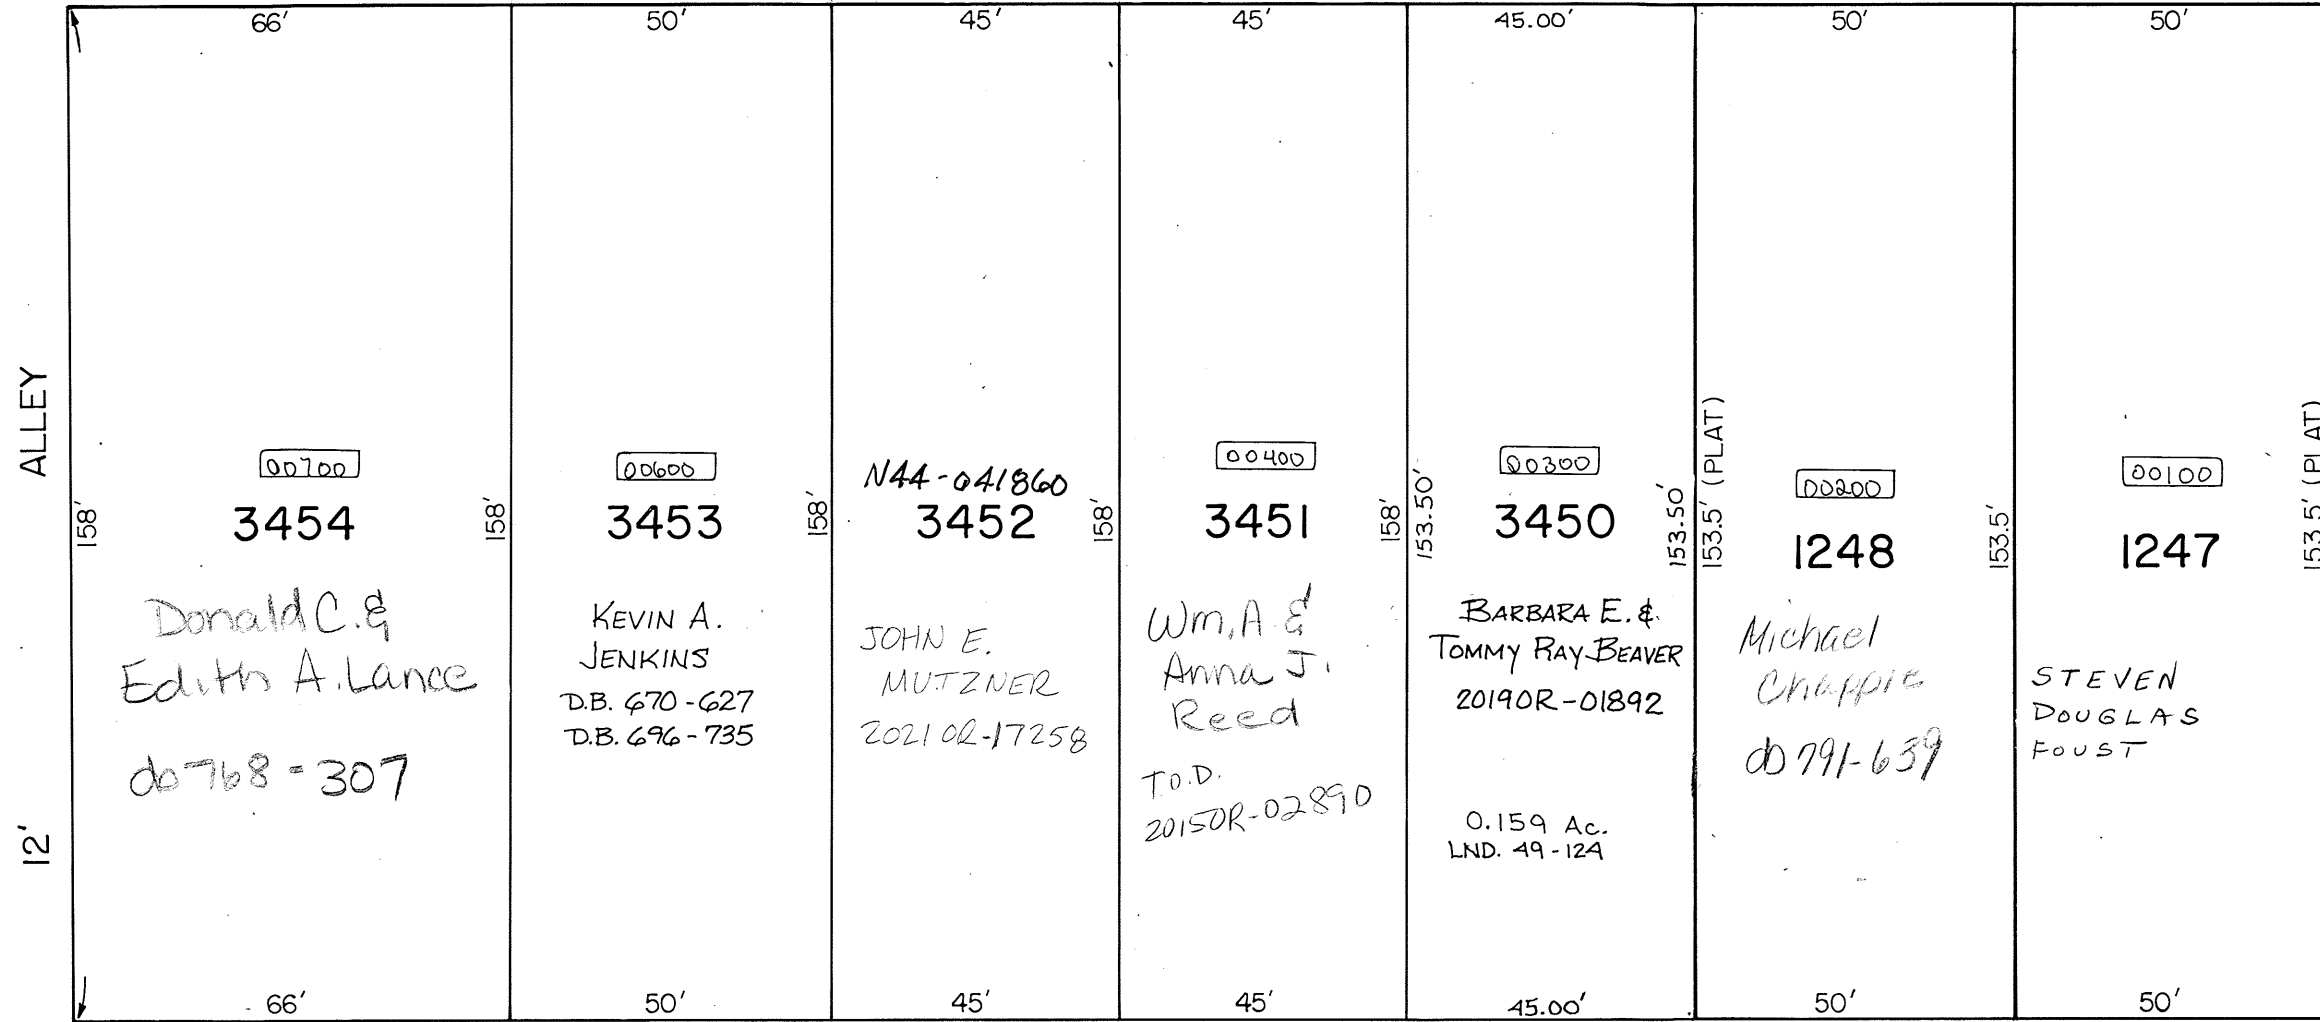 66'
50'
45'
45'
45.00'
50'
50'
ALLEY
12'
158'
00700
3454
Donald C. &
Edith A. Lance
db 768-307
66'
158'
00600
3453
KEVIN A.
JENKINS
D.B. 670-627
D.B. 696-735
50'
158'
N44-041860
3452
JOHN E.
MUTZNER
2021 OR-17258
45'
158'
00400
3451
Wm. A &
Anna J.
Reed
T.O.D.
2015OR-02890
45'
158'
153.50'
00300
3450
BARBARA E. &
TOMMY RAY BEAVER
2019OR-01892
0.159 Ac.
LND. 49-124
45.00'
153.50'
153.5' (PLAT)
00200
1248
Michael
Chappie
db 791-639
50'
153.5'
00100
1247
STEVEN
DOUGLAS
FOUST
50'
153.5' (PLAT)